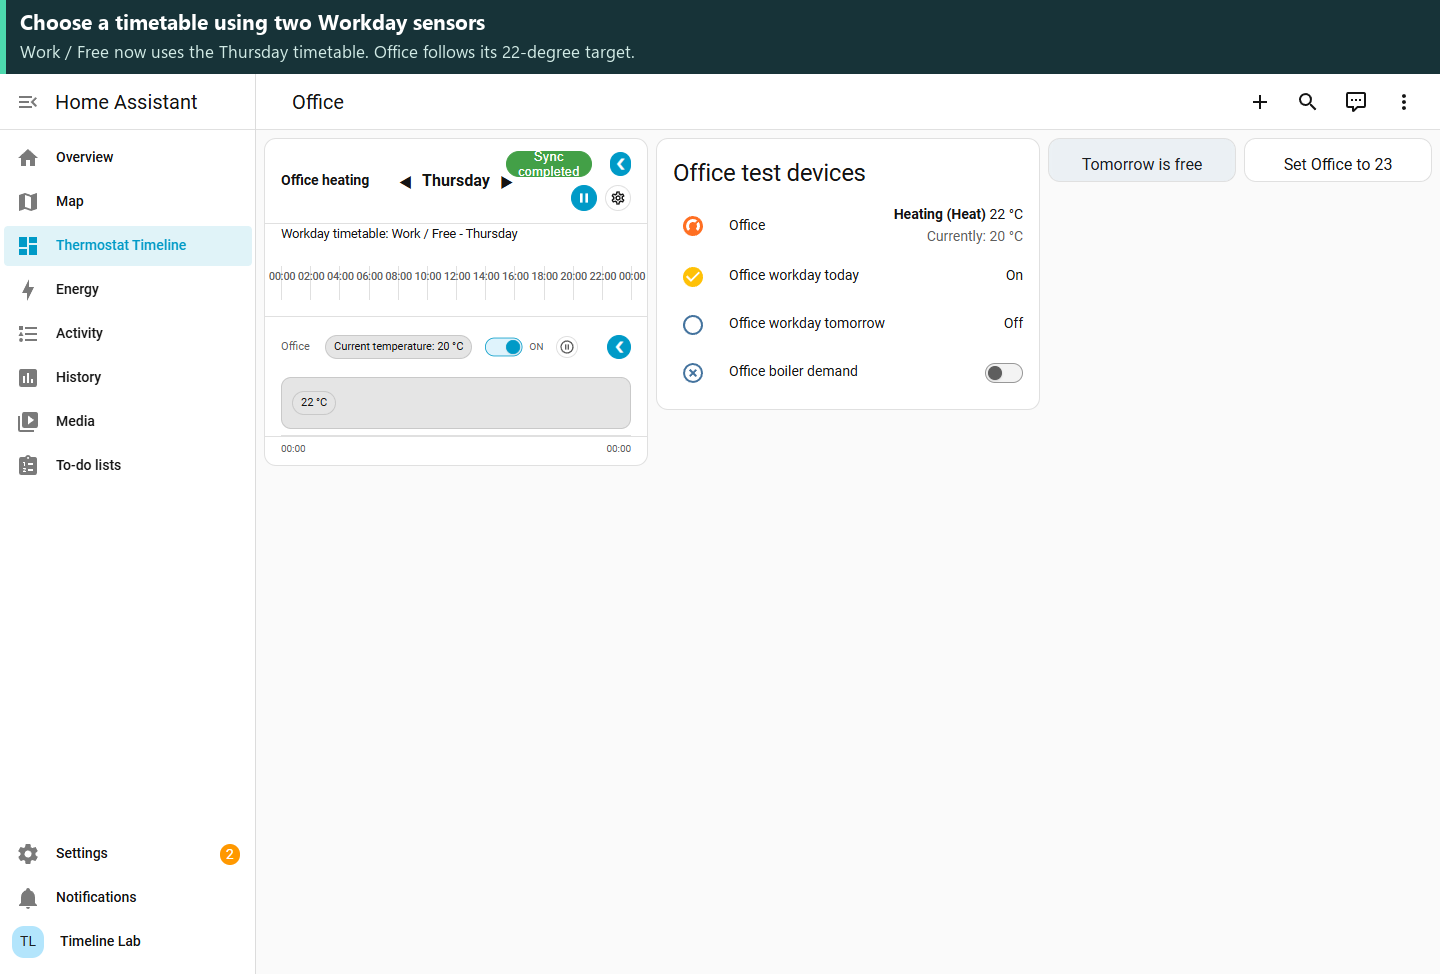 Choose a timetable using two Workday sensors
Work / Free now uses the Thursday timetable. Office follows its 22-degree target.
Home Assistant
Overview
Map
Thermostat Timeline
Energy
Activity
History
Media
To-do lists
Settings
2
Notifications
TL
Timeline Lab
Office
Office heating
Thursday
Sync
completed
Workday timetable: Work / Free - Thursday
00:00 02:00 04:00 06:00 08:00 10:00 12:00 14:00 16:00 18:00 20:00 22:00 00:00
Office
Current temperature: 20 °C
ON
22 °C
00:00
00:00
Office test devices
Office
Heating (Heat) 22 °C
Currently: 20 °C
Office workday today
On
Office workday tomorrow
Off
Office boiler demand
Tomorrow is free
Set Office to 23